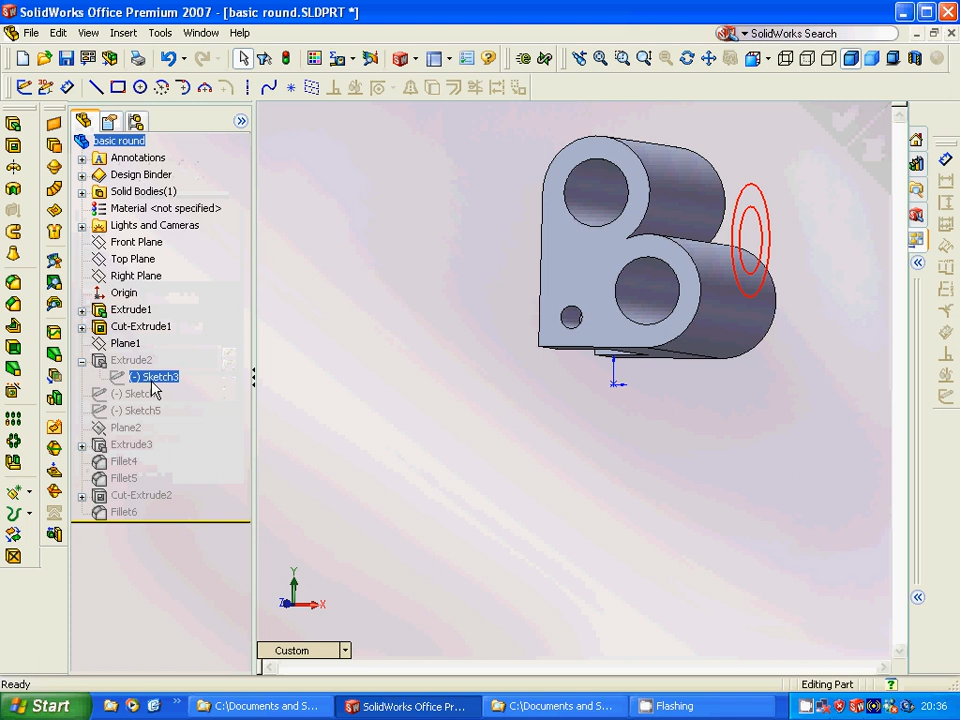 SolidWorks Office Premium 2007 - [basic round.SLDPRT *]
File Edit View Insert Tools Window Help
SolidWorks Search
basic round
Annotations
Design Binder
Solid Bodies(1)
Material <not specified>
Lights and Cameras
Front Plane
Top Plane
Right Plane
Origin
Extrude1
Cut-Extrude1
Plane1
Extrude2
(-) Sketch3
(-) Sketch5
Plane2
Extrude3
Fillet4
Fillet5
Cut-Extrude2
Fillet6
Y
X
Z
Custom
Ready
Editing Part
Start
C:\Documents and S...
SolidWorks Office Pr...
C:\Documents and S...
Flashing
20:36